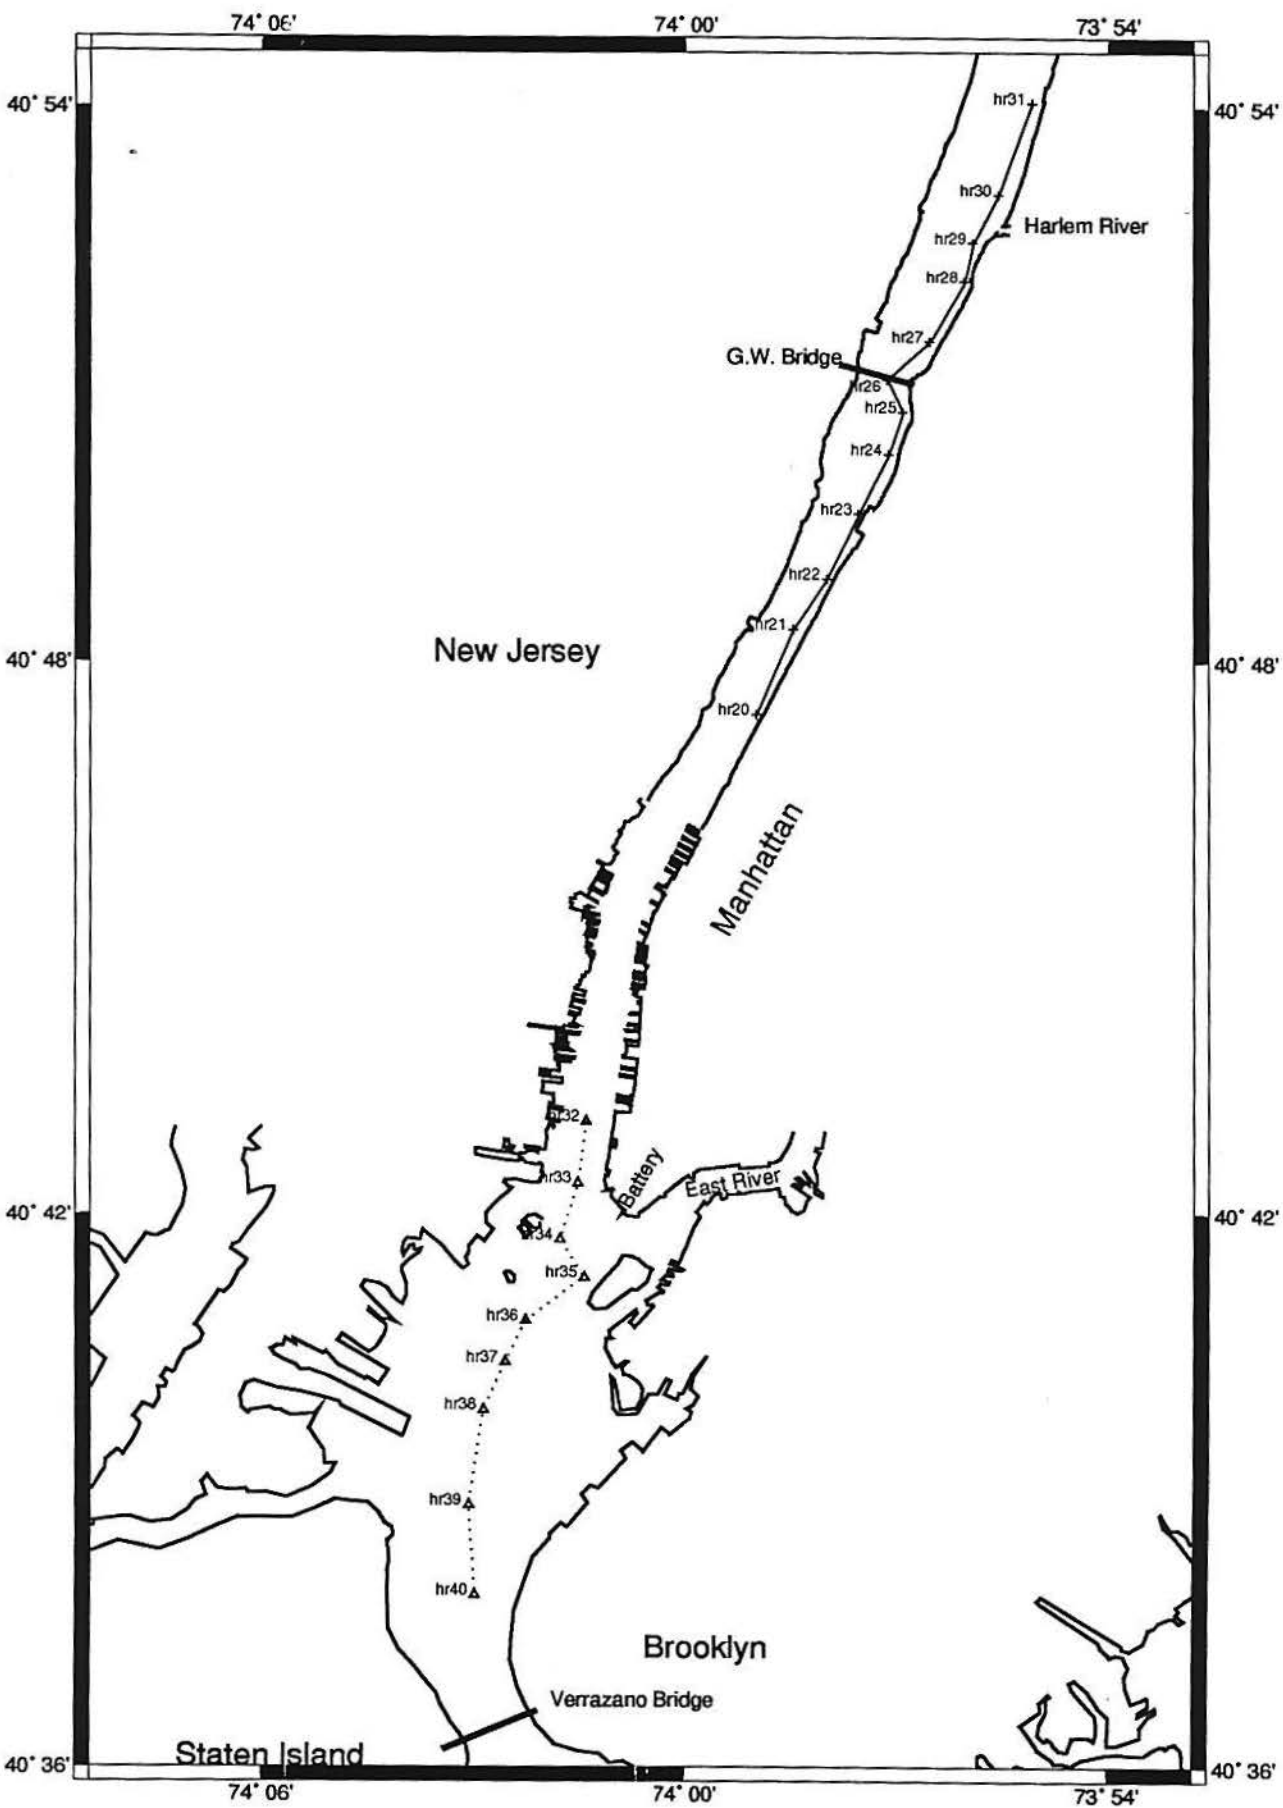 74° 06' 74° 00' 73° 54'
40° 54' 40° 54'
hr31
hr30
Harlem River
hr29
hr28
hr27
G.W. Bridge
hr26
hr25
hr24
hr23
hr22
hr21
New Jersey
40° 48' 40° 48'
hr20
Manhattan
hr32
Battery
hr33
East River
40° 42' 40° 42'
hr34
hr35
hr36
hr37
hr38
hr39
hr40
Brooklyn
Verrazano Bridge
Staten Island
40° 36' 40° 36'
74° 06' 74° 00' 73° 54'